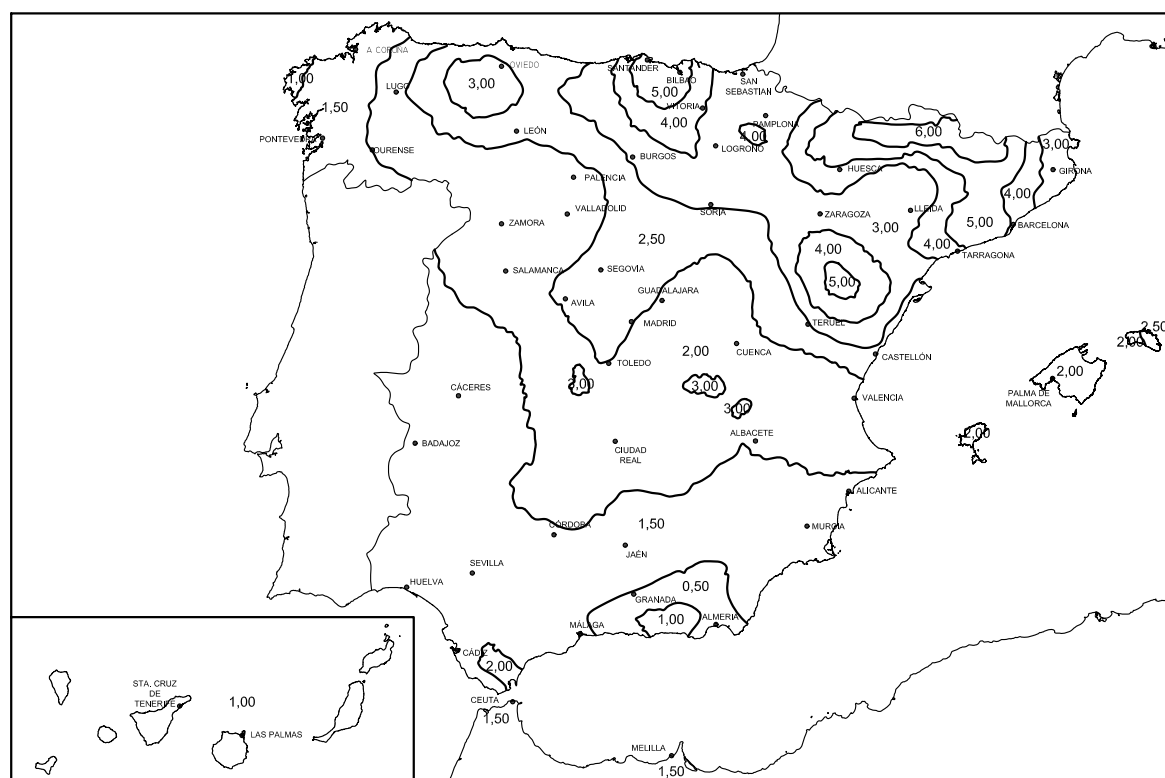 A CORUÑA
OVIEDO
SANTANDER
BILBAO
SAN
SEBASTIAN
1,00
LUGO
3,00
5,00
VITORIA
1,50
4,00
PAMPLONA
6,00
PONTEVEDRA
LEÓN
4,00
LOGROÑO
3,00
OURENSE
BURGOS
HUESCA
GIRONA
PALENCIA
4,00
VALLADOLID
SORIA
ZARAGOZA
LLEIDA
ZAMORA
3,00
5,00
BARCELONA
2,50
4,00
4,00
TARRAGONA
SALAMANCA
SEGOVÍA
5,00
AVILA
GUADALAJARA
MADRID
TERUEL
2,50
2,00
2,00
CUENCA
CASTELLÓN
TOLEDO
2,00
3,00
3,00
CÁCERES
PALMA DE
MALLORCA
VALENCIA
3,00
BADAJOZ
CIUDAD
REAL
ALBACETE
2,00
ALICANTE
1,50
CÓRDOBA
MURCIA
JAÉN
SEVILLA
HUELVA
0,50
GRANADA
1,00
ALMERIA
MÁLAGA
CÁDIZ
2,00
CEUTA
1,50
MELILLA
1,50
STA. CRUZ
DE
TENERIFE
1,00
LAS PALMAS